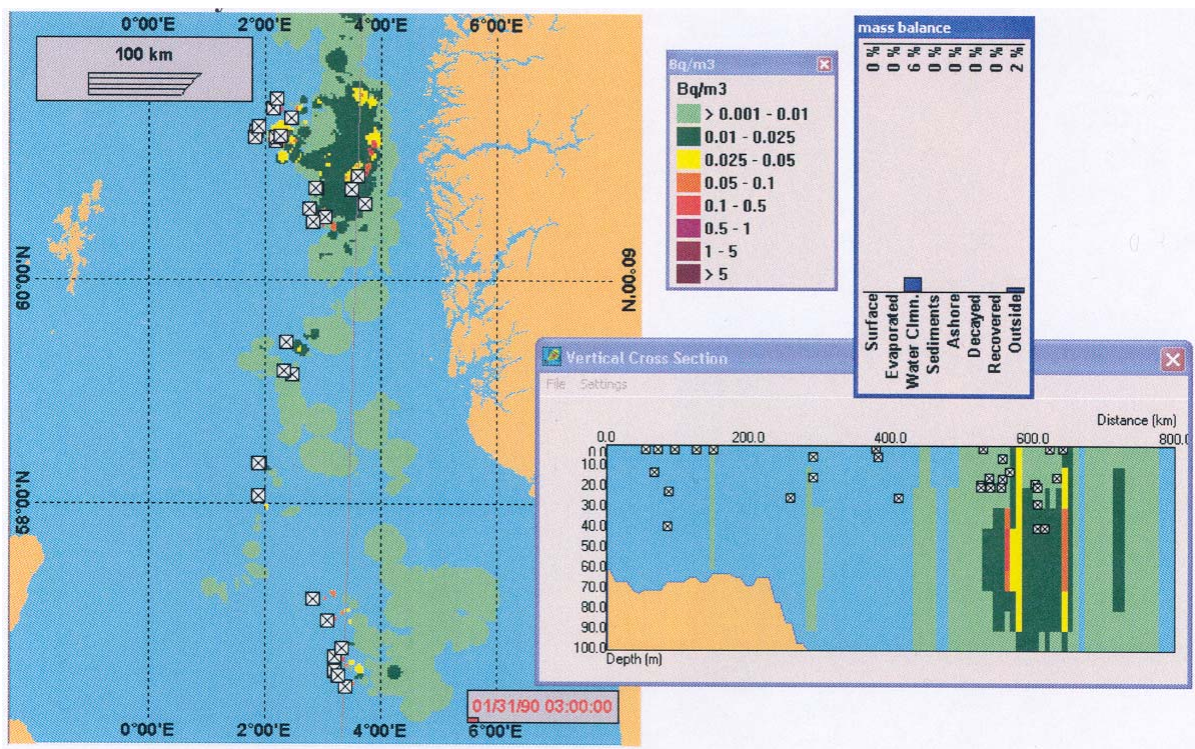 0°00'E 2°00'E 4°00'E 6°00'E
100 km
60°00'N
60°00'N
58°00'N
0°00'E 2°00'E 4°00'E 6°00'E
01/31/90 03:00:00
Bq/m3
Bq/m3
> 0.001 - 0.01
0.01 - 0.025
0.025 - 0.05
0.05 - 0.1
0.1 - 0.5
0.5 - 1
1 - 5
> 5
mass balance
0 %
0 %
6 %
0 %
0 %
0 %
0 %
2 %
Surface
Evaporated
Water Clmn.
Sediments
Ashore
Decayed
Recovered
Outside
Vertical Cross Section
File Settings
Distance (km)
0.0 200.0 400.0 600.0 800.0
0.0
10.0
20.0
30.0
40.0
50.0
60.0
70.0
80.0
90.0
100.0
Depth (m)